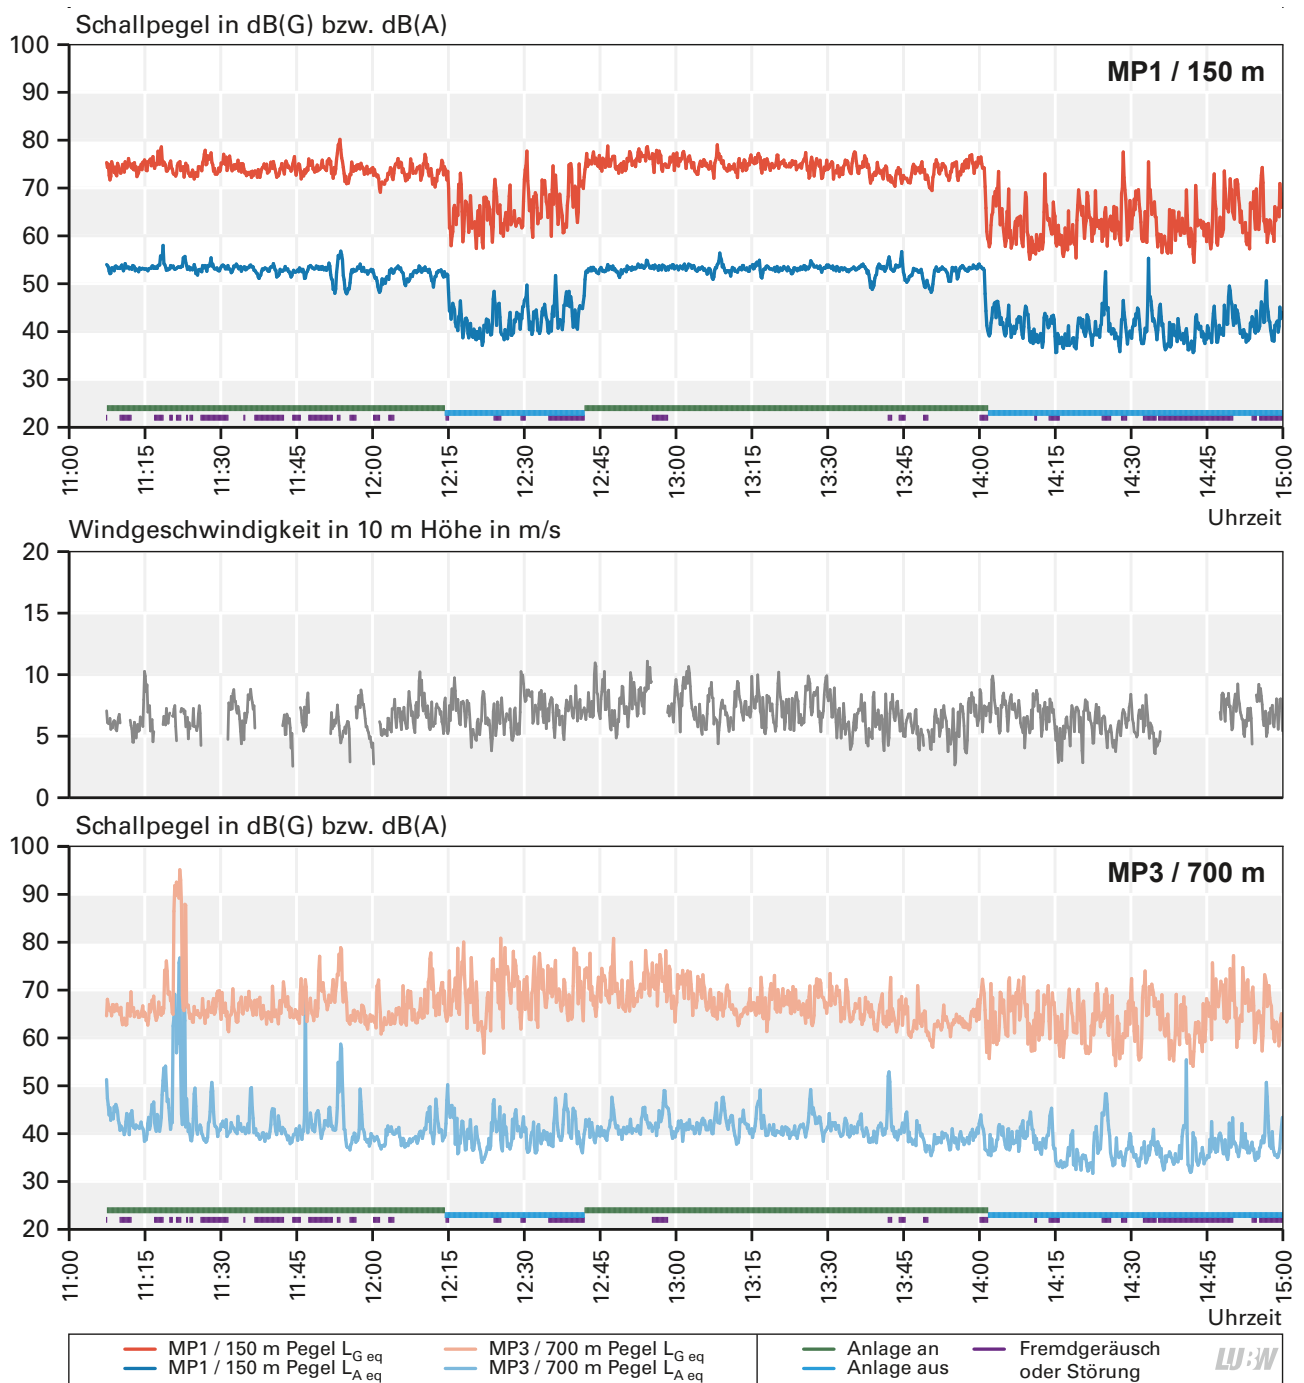 Schallpegel in dB(G) bzw. dB(A)
MP1 / 150 m
100
90
80
70
60
50
40
30
20
11:00 11:15 11:30 11:45 12:00 12:15 12:30 12:45 13:00 13:15 13:30 13:45 14:00 14:15 14:30 14:45 15:00
Uhrzeit
Windgeschwindigkeit in 10 m Höhe in m/s
20
15
10
5
0
Schallpegel in dB(G) bzw. dB(A)
MP3 / 700 m
100
90
80
70
60
50
40
30
20
11:00 11:15 11:30 11:45 12:00 12:15 12:30 12:45 13:00 13:15 13:30 13:45 14:00 14:15 14:30 14:45 15:00
Uhrzeit
MP1 / 150 m Pegel L G eq
MP1 / 150 m Pegel L A eq
MP3 / 700 m Pegel L G eq
MP3 / 700 m Pegel L A eq
Anlage an
Anlage aus
Fremdgeräusch
oder Störung
LUBW